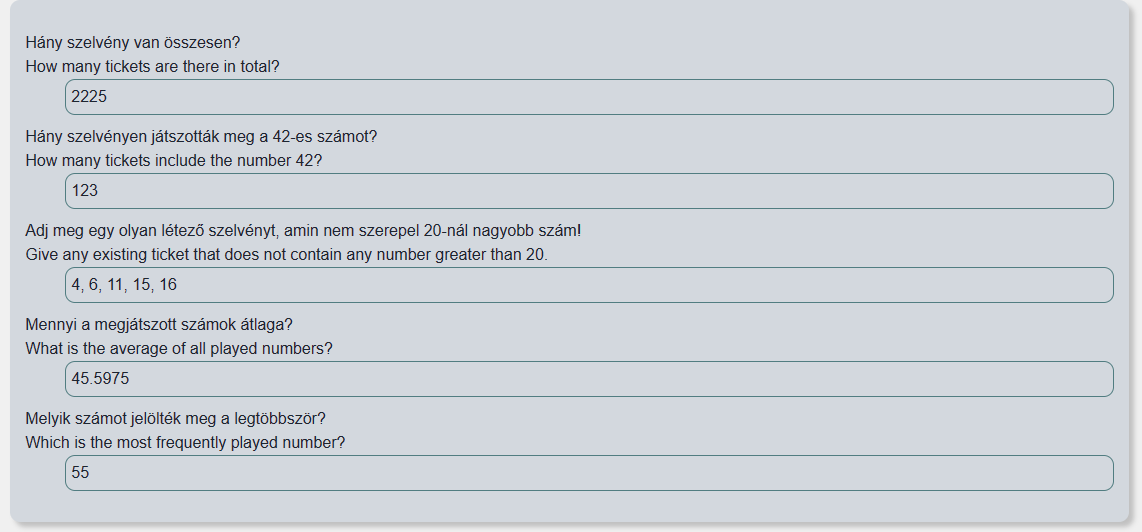 Hány szelvény van összesen?
How many tickets are there in total?
2225
Hány szelvényen játszották meg a 42-es számot?
How many tickets include the number 42?
123
Adj meg egy olyan létező szelvényt, amin nem szerepel 20-nál nagyobb szám!
Give any existing ticket that does not contain any number greater than 20.
4, 6, 11, 15, 16
Mennyi a megjátszott számok átlaga?
What is the average of all played numbers?
45.5975
Melyik számot jelölték meg a legtöbbször?
Which is the most frequently played number?
55